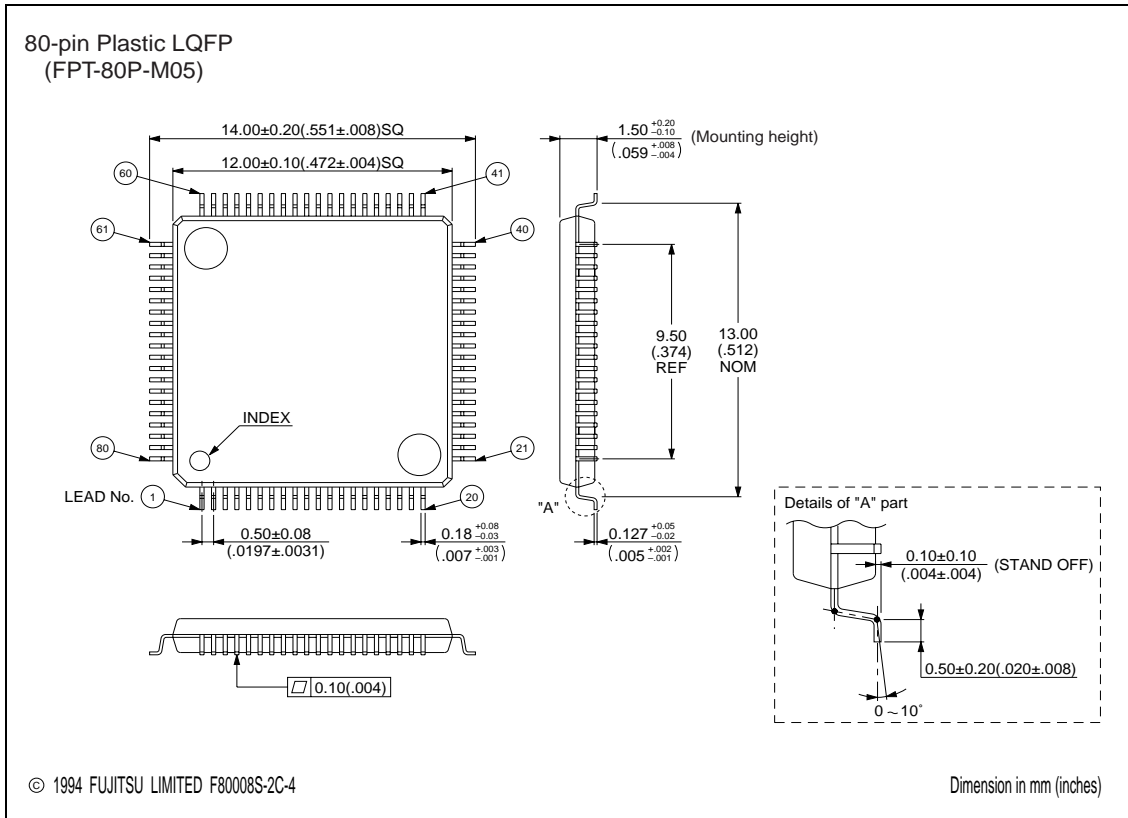 80-pin Plastic LQFP
(FPT-80P-M05)
14.00±0.20(.551±.008)SQ
12.00±0.10(.472±.004)SQ
1.50 +0.20 −0.10 (Mounting height)
(.059 +.008 −.004)
60
41
61
40
9.50
(.374)
REF
13.00
(.512)
NOM
INDEX
80
21
LEAD No.
1
20
"A"
0.50±0.08
(.0197±.0031)
0.18 +0.08 −0.03
(.007 +.003 −.001)
0.127 +0.05 −0.02
(.005 +.002 −.001)
Details of "A" part
0.10±0.10
(.004±.004)
(STAND OFF)
0.50±0.20(.020±.008)
0~10°
0.10(.004)
© 1994 FUJITSU LIMITED F80008S-2C-4
Dimension in mm (inches)